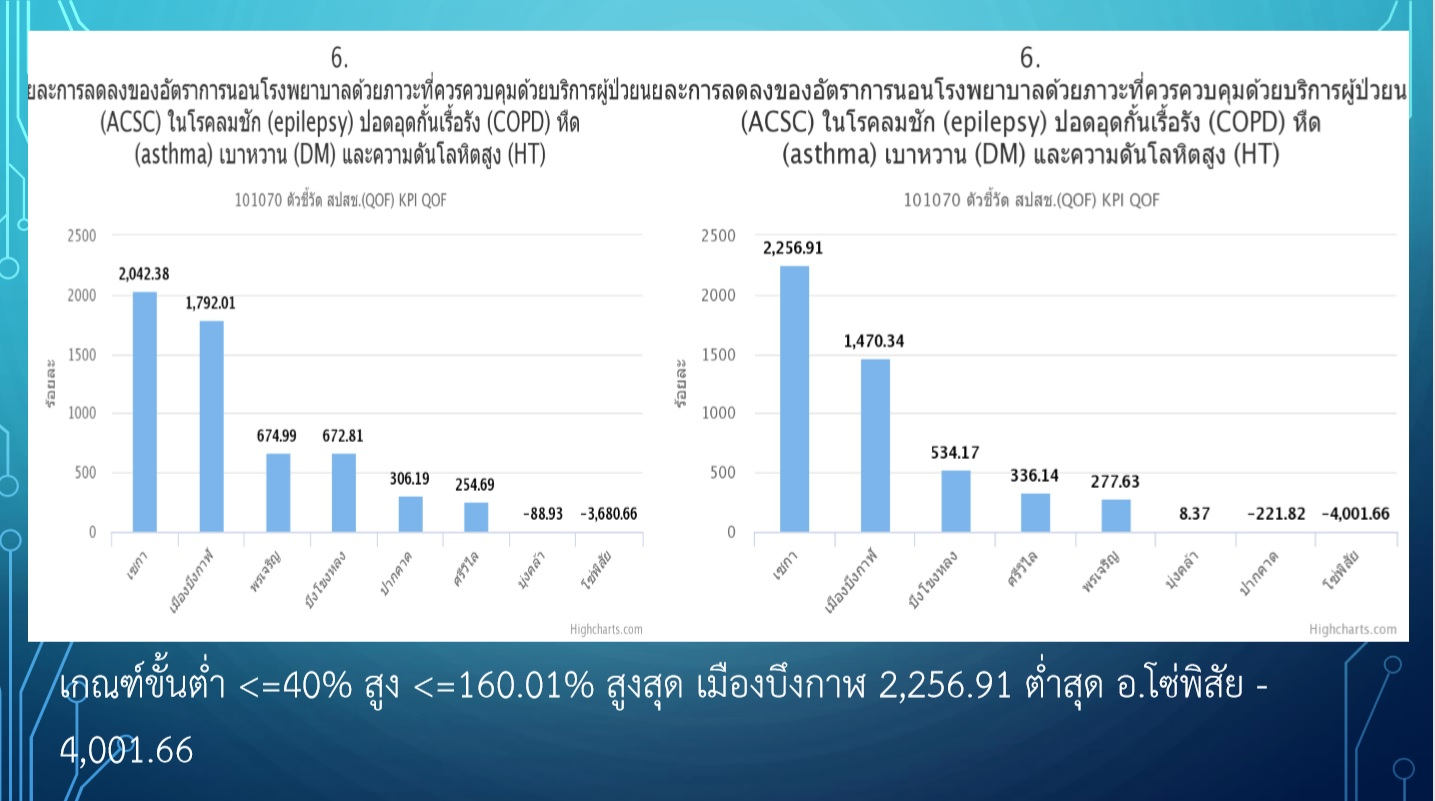 6.
ยละการลดลงของอัตราการนอนโรงพยาบาลด้วยภาวะที่ควรควบคุมด้วยบริการผู้ป่วยน
(ACSC) ในโรคลมชัก (epilepsy) ปอดอุดกั้นเรื้อรัง (COPD) หืด
(asthma) เบาหวาน (DM) และความดันโลหิตสูง (HT)
101070 ตัวชี้วัด สปสช.(QOF) KPI QOF
ร้อยละ
2500
2000
1500
1000
500
0
2,042.38
1,792.01
674.99
672.81
306.19
254.69
-88.93
-3,680.66
เซกา
เมืองบึงกาฬ
พรเจริญ
บึงโขงหลง
ปากคาด
ศรีวิไล
บุ่งคล้า
โซ่พิสัย
Highcharts.com
6.
ยละการลดลงของอัตราการนอนโรงพยาบาลด้วยภาวะที่ควรควบคุมด้วยบริการผู้ป่วยน
(ACSC) ในโรคลมชัก (epilepsy) ปอดอุดกั้นเรื้อรัง (COPD) หืด
(asthma) เบาหวาน (DM) และความดันโลหิตสูง (HT)
101070 ตัวชี้วัด สปสช.(QOF) KPI QOF
ร้อยละ
2500
2000
1500
1000
500
0
2,256.91
1,470.34
534.17
336.14
277.63
8.37
-221.82
-4,001.66
เซกา
เมืองบึงกาฬ
บึงโขงหลง
ศรีวิไล
พรเจริญ
บุ่งคล้า
ปากคาด
โซ่พิสัย
Highcharts.com
เกณฑ์ขั้นต่ำ <=40% สูง <=160.01% สูงสุด เมืองบึงกาฬ 2,256.91 ต่ำสุด อ.โซ่พิสัย -
4,001.66